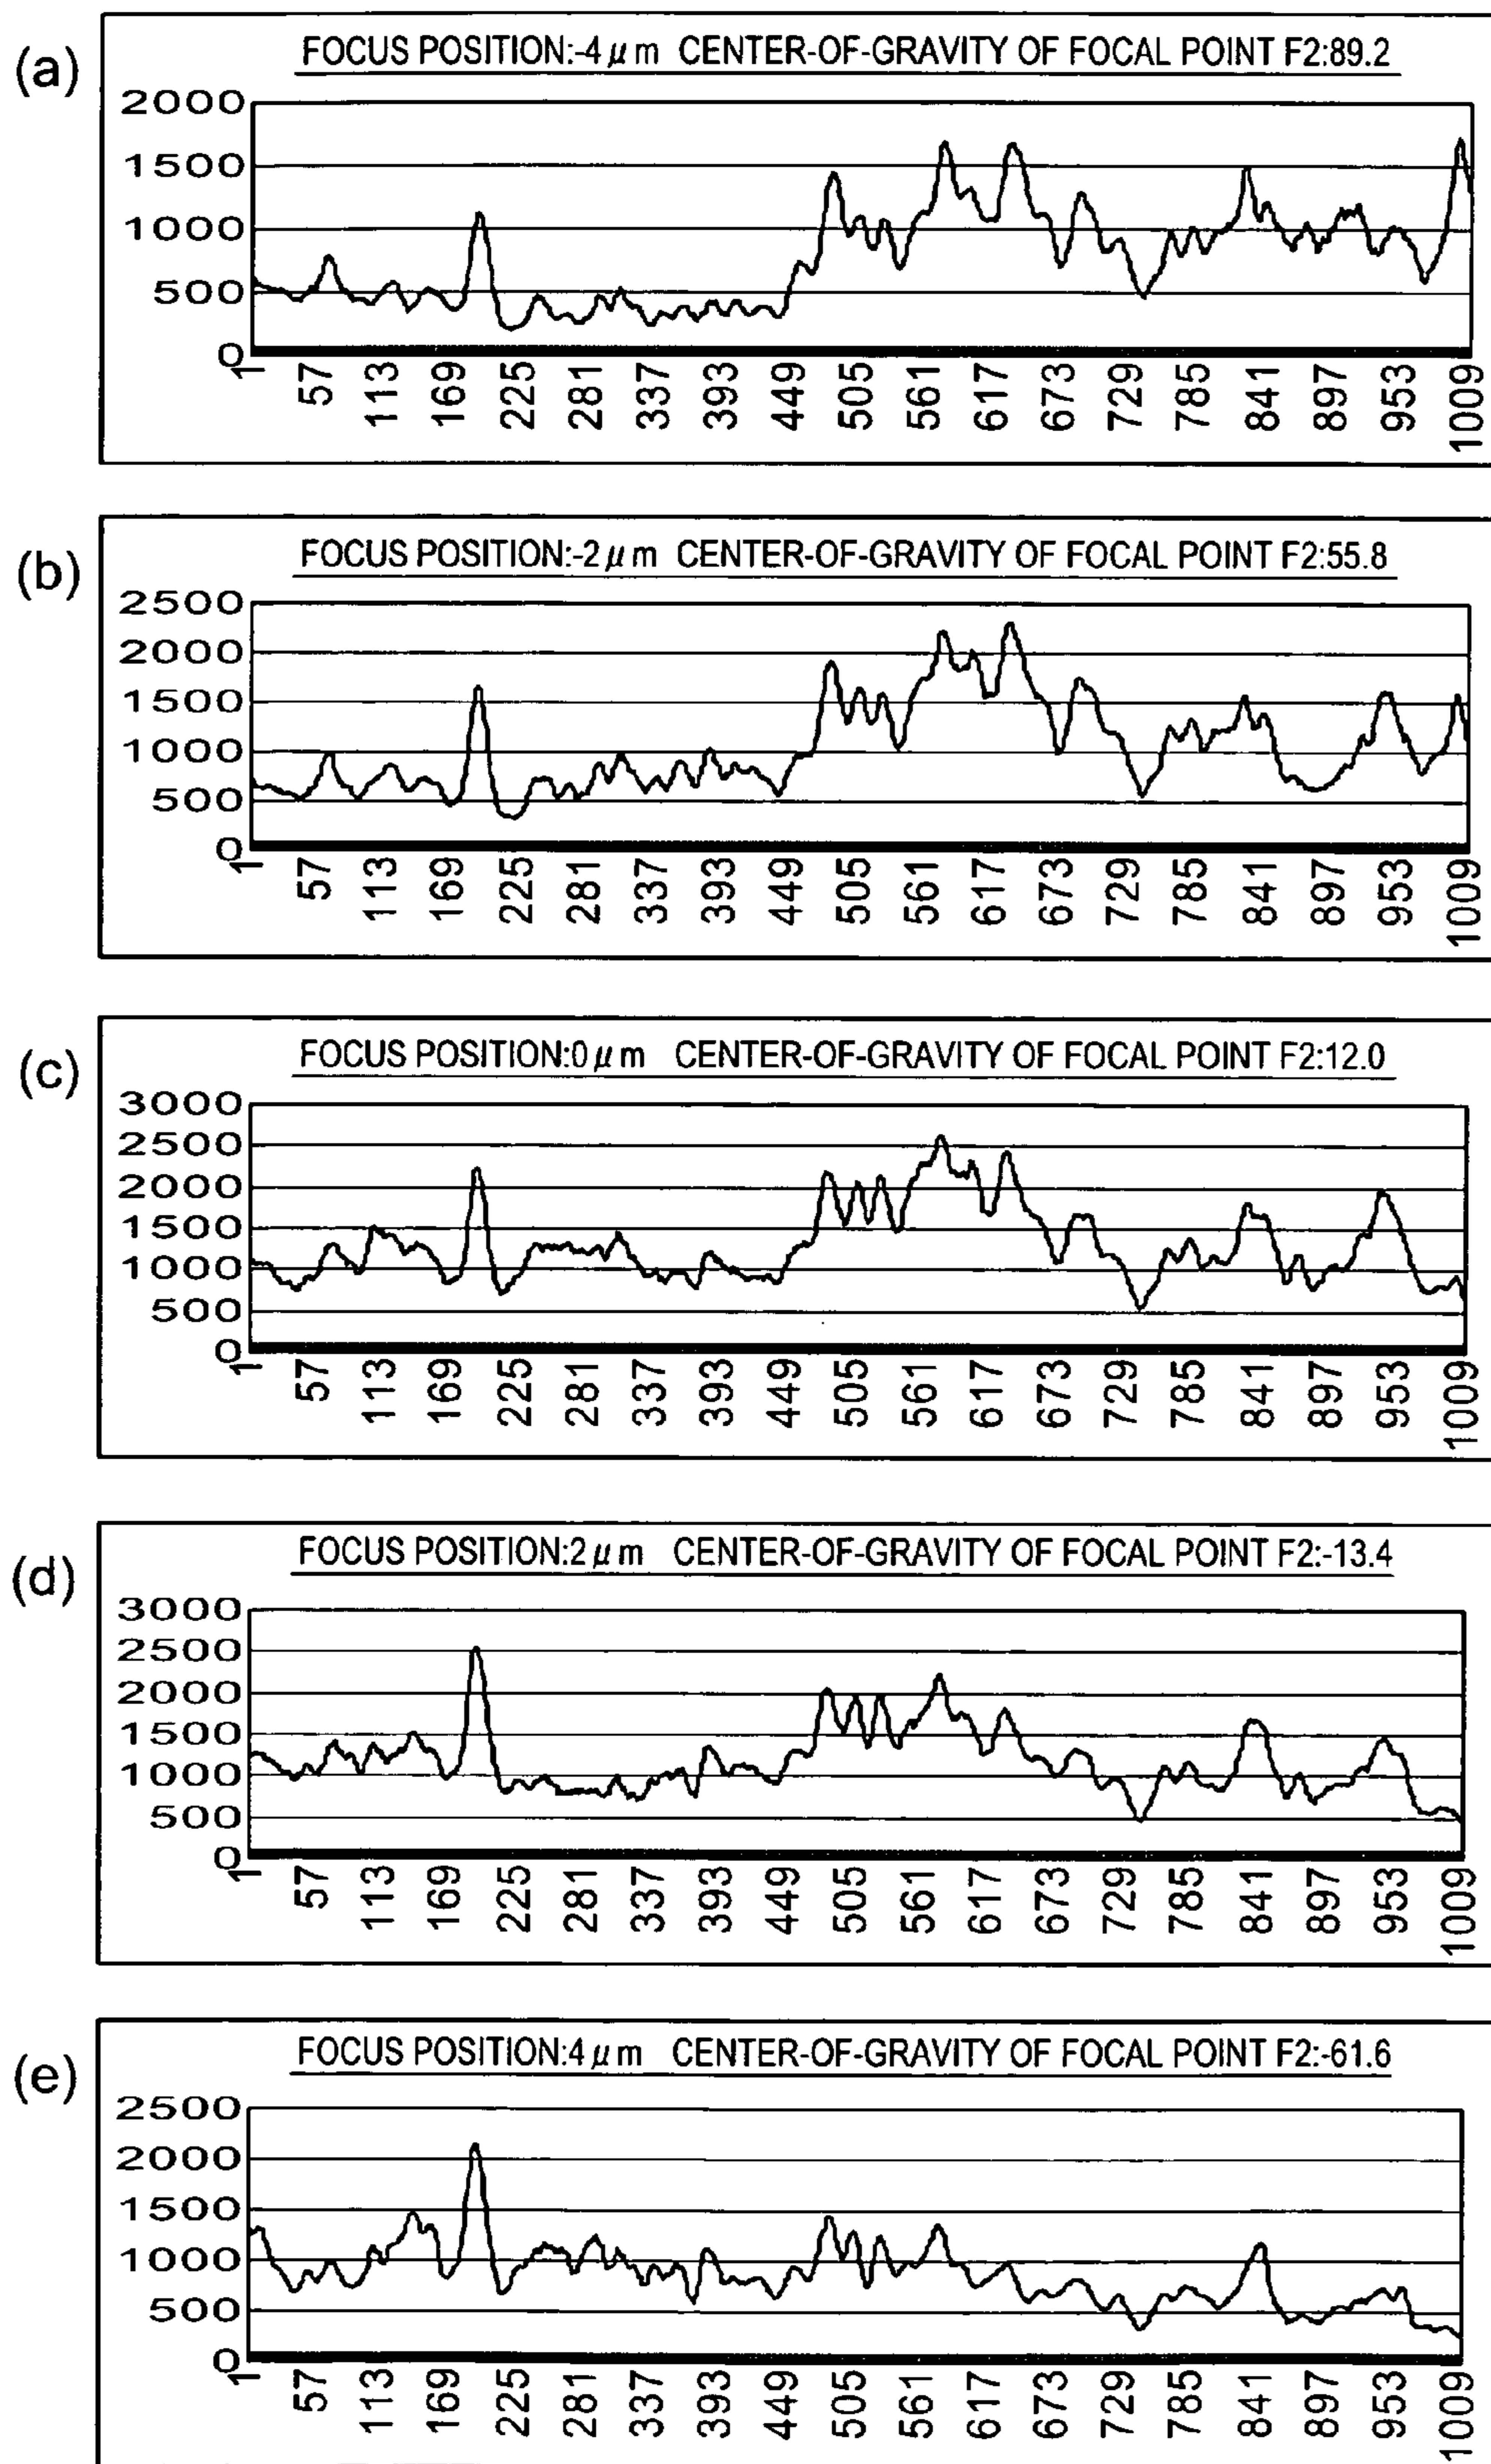 (a)
FOCUS POSITION:-4μm CENTER-OF-GRAVITY OF FOCAL POINT F2:89.2
2000
1500
1000
500
0
1 57 113 169 225 281 337 393 449 505 561 617 673 729 785 841 897 953 1009
(b)
FOCUS POSITION:-2μm CENTER-OF-GRAVITY OF FOCAL POINT F2:55.8
2500
2000
1500
1000
500
0
1 57 113 169 225 281 337 393 449 505 561 617 673 729 785 841 897 953 1009
(c)
FOCUS POSITION:0μm CENTER-OF-GRAVITY OF FOCAL POINT F2:12.0
3000
2500
2000
1500
1000
500
0
1 57 113 169 225 281 337 393 449 505 561 617 673 729 785 841 897 953 1009
(d)
FOCUS POSITION:2μm CENTER-OF-GRAVITY OF FOCAL POINT F2:-13.4
3000
2500
2000
1500
1000
500
0
1 57 113 169 225 281 337 393 449 505 561 617 673 729 785 841 897 953 1009
(e)
FOCUS POSITION:4μm CENTER-OF-GRAVITY OF FOCAL POINT F2:-61.6
2500
2000
1500
1000
500
0
1 57 113 169 225 281 337 393 449 505 561 617 673 729 785 841 897 953 1009